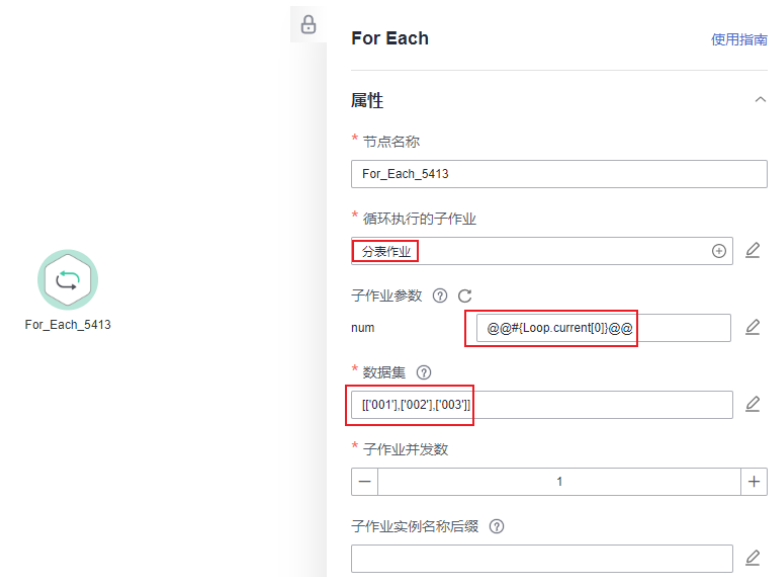 For Each
使用指南
属性
* 节点名称
For_Each_5413
* 循环执行的子作业
分表作业
子作业参数
num
@@#{Loop.current[0]}@@
* 数据集
[['001'],['002'],['003']]
* 子作业并发数
1
子作业实例名称后缀
For_Each_5413